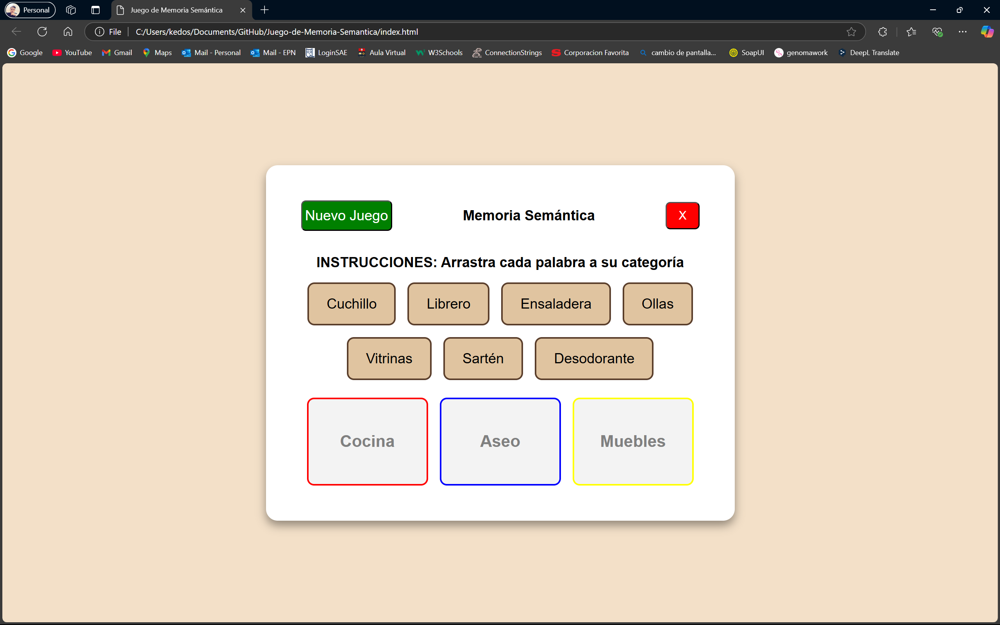 Personal
Juego de Memoria Semántica
File
C:/Users/kedos/Documents/GitHub/Juego-de-Memoria-Semantica/index.html
Google YouTube Gmail Maps Mail - Personal Mail - EPN LoginSAE Aula Virtual W3Schools ConnectionStrings Corporacion Favorita cambio de pantalla... SoapUI genomawork DeepL Translate
Nuevo Juego Memoria Semántica X
INSTRUCCIONES: Arrastra cada palabra a su categoría
Cuchillo Librero Ensaladera Ollas
Vitrinas Sartén Desodorante
Cocina Aseo Muebles